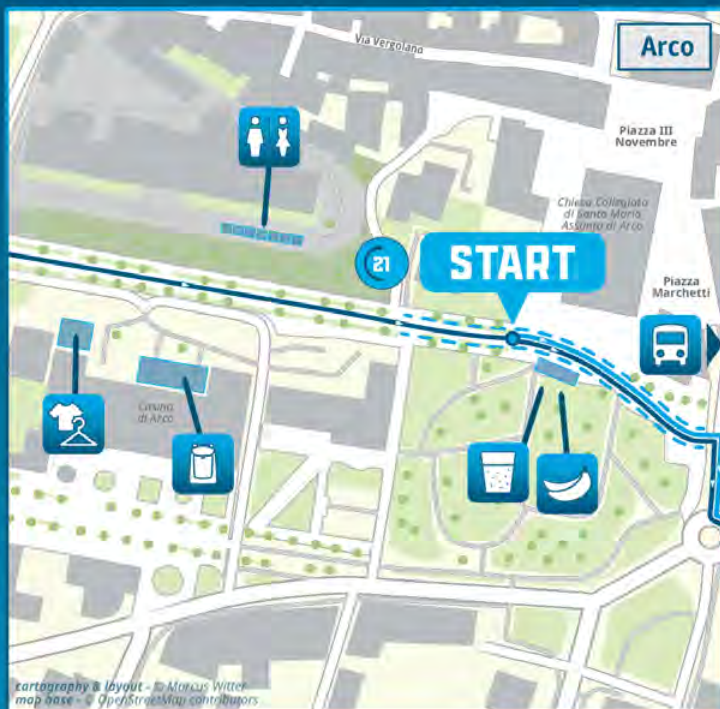 Via Vergolano
Arco
Piazza III
Novembre
Chiesa Collegiata
di Santa Maria
Assunta di Arco
21
START
Piazza
Marchetti
Casinò
di Arco
cartography & layout - © Marcus Witter
map base - © OpenStreetMap contributors